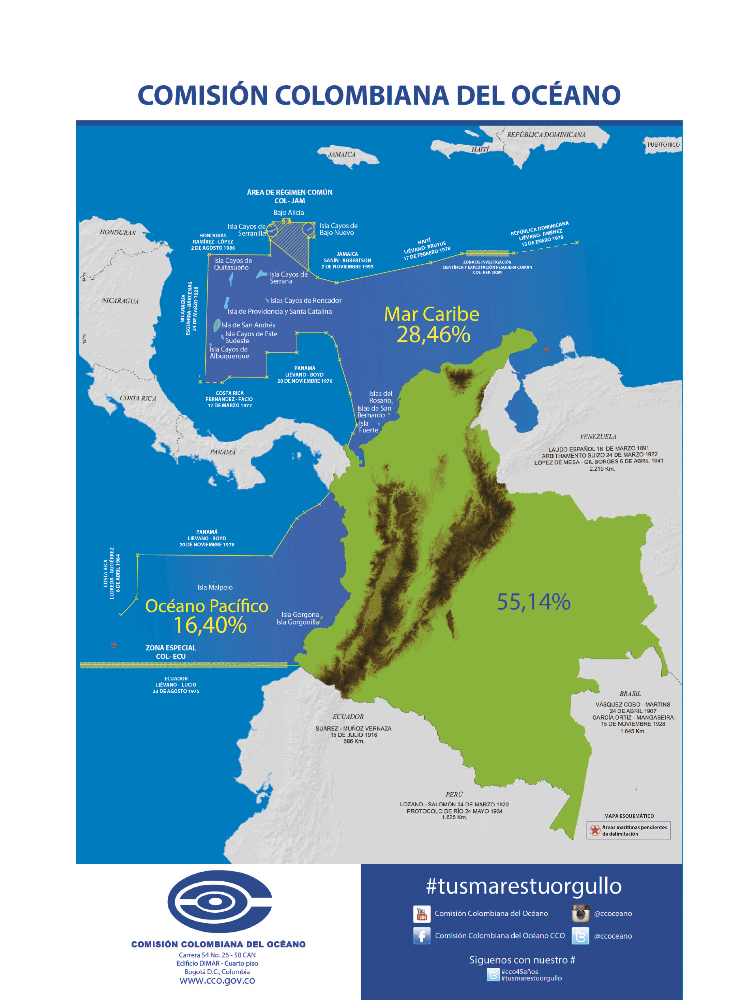 COMISIÓN COLOMBIANA DEL OCÉANO
REPÚBLICA DOMINICANA
PUERTO RICO
HAITÍ
JAMAICA
ÁREA DE RÉGIMEN COMÚN
COL- JAM
Bajo Alicia
Isla Cayos de
Serranilla
Isla Cayos de
Bajo Nuevo
HONDURAS
HONDURAS
RAMÍREZ - LÓPEZ
2 DE AGOSTO 1986
REPÚBLICA DOMINICANA
LIÉVANO- JIMÉNEZ
13 DE ENERO 1978
HAITÍ
LIÉVANO- BRUTUS
17 DE FEBRERO 1978
JAMAICA
SANÍN - ROBERTSON
2 DE NOVIEMBRE 1993
ZONA DE INVESTIGACIÓN
CIENTÍFICA Y EXPLOTACIÓN PESQUERA COMÚN
COL- REP. DOM
Isla Cayos de
Quitasueño
Isla Cayos de
Serrana
14°N
NICARAGUA
NICARAGUA
ESGUERRA - BÁRCENAS
24 DE MARZO 1928
Islas Cayos de Roncador
Isla de Providencia y Santa Catalina
Mar Caribe
28,46%
Isla de San Andrés
Isla Cayos de Este
Sudeste
12°N
Isla Cayos de
Albuquerque
PANAMÁ
LIÉVANO - BOYD
20 DE NOVIEMBRE 1976
COSTA RICA
COSTA RICA
FERNÁNDEZ - FACIO
17 DE MARZO 1977
Islas del
Rosario
Islas de San
Bernardo
Isla
Fuerte
PANAMÁ
VENEZUELA
LAUDO ESPAÑOL 16 DE MARZO 1891
ARBITRAMENTO SUIZO 24 DE MARZO 1922
LÓPEZ DE MESA - GIL BORGES 5 DE ABRIL 1941
2.219 Km.
PANAMÁ
LIÉVANO - BOYD
20 DE NOVIEMBRE 1976
COSTA RICA
LLOREDA - GUTIÉRREZ
6 DE ABRIL 1984
Isla Malpelo
Océano Pacífico
16,40%
Isla Gorgona
Isla Gorgonilla
55,14%
ZONA ESPECIAL
COL- ECU
ECUADOR
LIÉVANO - LUCIO
23 DE AGOSTO 1975
BRASiL
VÁSQUEZ COBO - MARTINS
24 DE ABRIL 1907
GARCÍA ORTIZ - MANGABEIRA
15 DE NOVIEMBRE 1928
1.645 Km.
ECUADOR
SUÁREZ - MUÑOZ VERNAZA
15 DE JULIO 1916
586 Km.
PERÚ
LOZANO - SALOMÓN 24 DE MARZO 1922
PROTOCOLO DE RÍO 24 MAYO 1934
1.626 Km.
MAPA ESQUEMÁTICO
Áreas marítimas pendientes
de delimitación
COMISIÓN COLOMBIANA DEL OCÉANO
Carrera 54 No. 26 - 50 CAN
Edificio DIMAR - Cuarto piso
Bogotá D.C., Colombia
www.cco.gov.co
#tusmarestuorgullo
You
Tube
Comisión Colombiana del Océano
@ccoceano
Comisión Colombiana del Océano CCO
@ccoceano
Siguenos con nuestro #
#cco45años
#tusmarestuorgullo